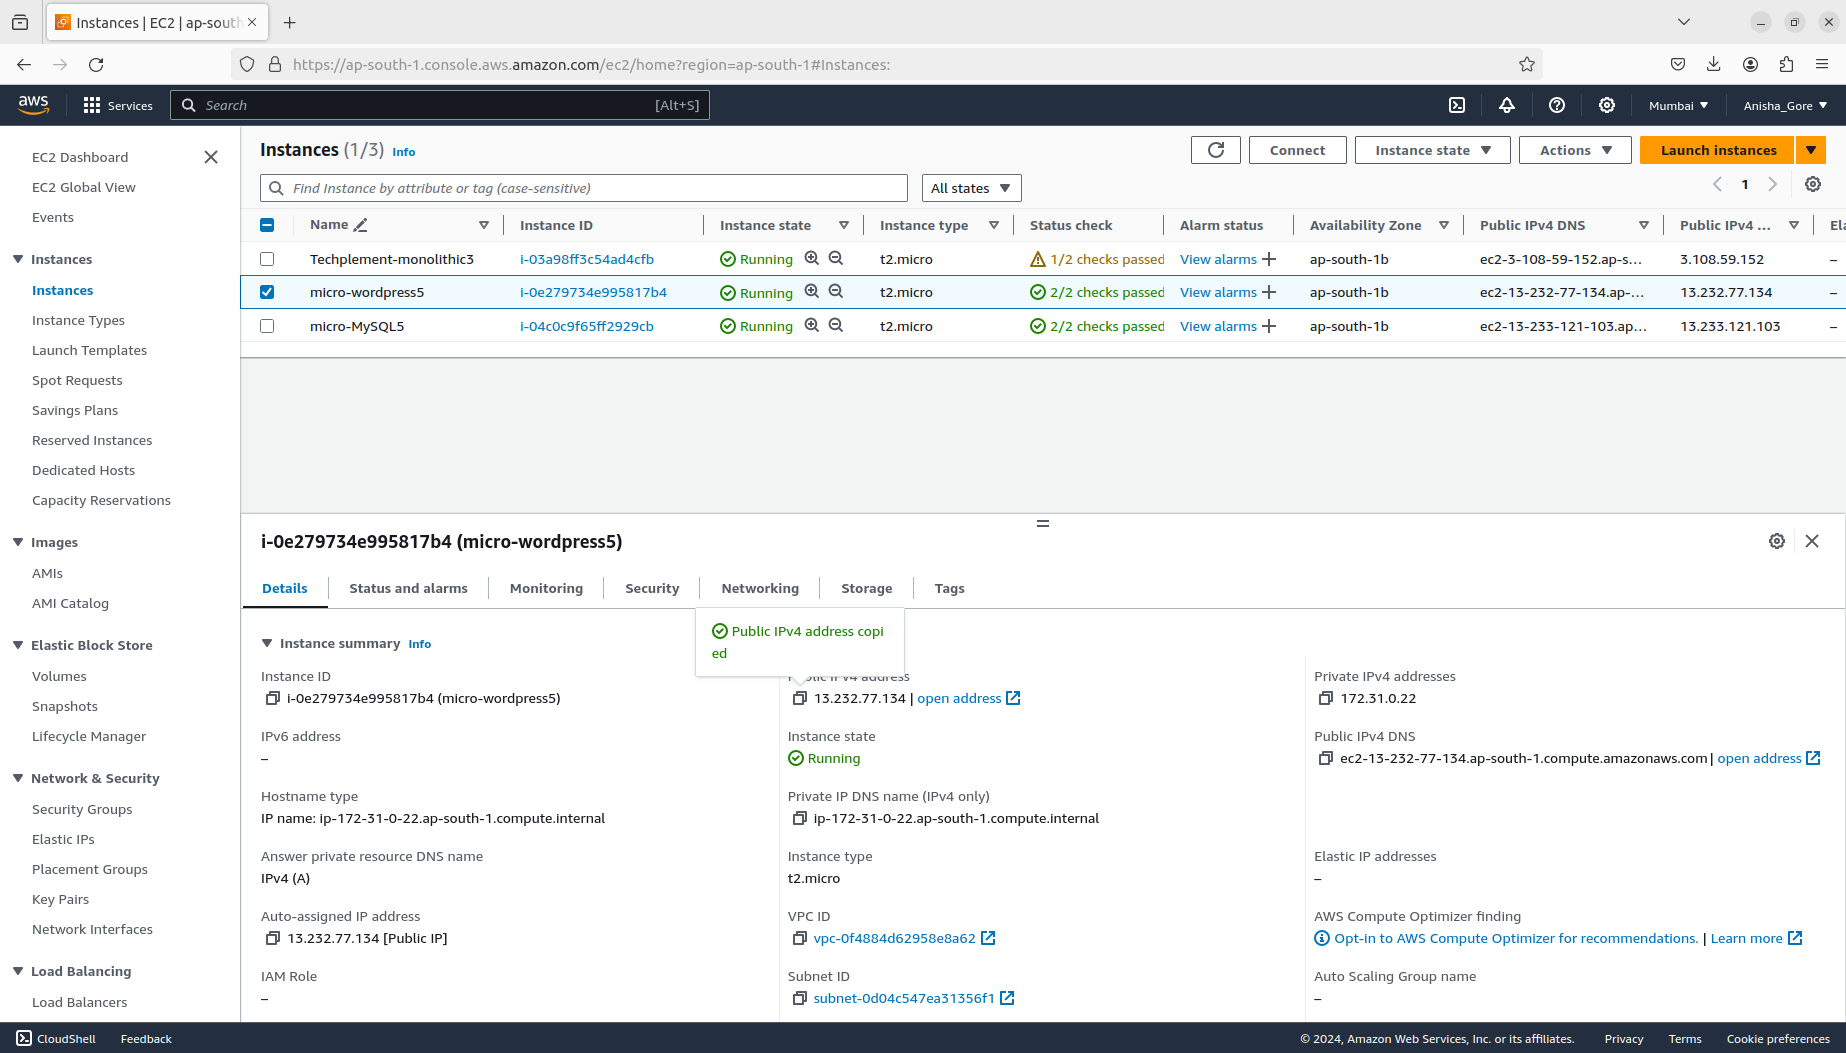 Instances | EC2 | ap-south
https://ap-south-1.console.aws.amazon.com/ec2/home?region=ap-south-1#Instances:
aws Services Search [Alt+S] Mumbai Anisha_Gore
EC2 Dashboard
EC2 Global View
Events
Instances
Instances
Instance Types
Launch Templates
Spot Requests
Savings Plans
Reserved Instances
Dedicated Hosts
Capacity Reservations
Images
AMIs
AMI Catalog
Elastic Block Store
Volumes
Snapshots
Lifecycle Manager
Network & Security
Security Groups
Elastic IPs
Placement Groups
Key Pairs
Network Interfaces
Load Balancing
Load Balancers
Instances (1/3) Info Connect Instance state Actions Launch instances
Find Instance by attribute or tag (case-sensitive) All states 1
Name Instance ID Instance state Instance type Status check Alarm status Availability Zone Public IPv4 DNS Public IPv4 ... Ela
Techplement-monolithic3 i-03a98ff3c54ad4cfb Running t2.micro 1/2 checks passed View alarms + ap-south-1b ec2-3-108-59-152.ap-s... 3.108.59.152 –
micro-wordpress5 i-0e279734e995817b4 Running t2.micro 2/2 checks passed View alarms + ap-south-1b ec2-13-232-77-134.ap-... 13.232.77.134 –
micro-MySQL5 i-04c0c9f65ff2929cb Running t2.micro 2/2 checks passed View alarms + ap-south-1b ec2-13-233-121-103.ap... 13.233.121.103 –
i-0e279734e995817b4 (micro-wordpress5)
Details Status and alarms Monitoring Security Networking Storage Tags
Public IPv4 address copi
ed
Instance summary Info
Instance ID
i-0e279734e995817b4 (micro-wordpress5)
Public IPv4 address
13.232.77.134 | open address
Private IPv4 addresses
172.31.0.22
IPv6 address
–
Instance state
Running
Public IPv4 DNS
ec2-13-232-77-134.ap-south-1.compute.amazonaws.com | open address
Hostname type
IP name: ip-172-31-0-22.ap-south-1.compute.internal
Private IP DNS name (IPv4 only)
ip-172-31-0-22.ap-south-1.compute.internal
Answer private resource DNS name
IPv4 (A)
Instance type
t2.micro
Elastic IP addresses
–
Auto-assigned IP address
13.232.77.134 [Public IP]
VPC ID
vpc-0f4884d62958e8a62
AWS Compute Optimizer finding
Opt-in to AWS Compute Optimizer for recommendations. | Learn more
IAM Role
–
Subnet ID
subnet-0d04c547ea31356f1
Auto Scaling Group name
–
CloudShell Feedback © 2024, Amazon Web Services, Inc. or its affiliates. Privacy Terms Cookie preferences